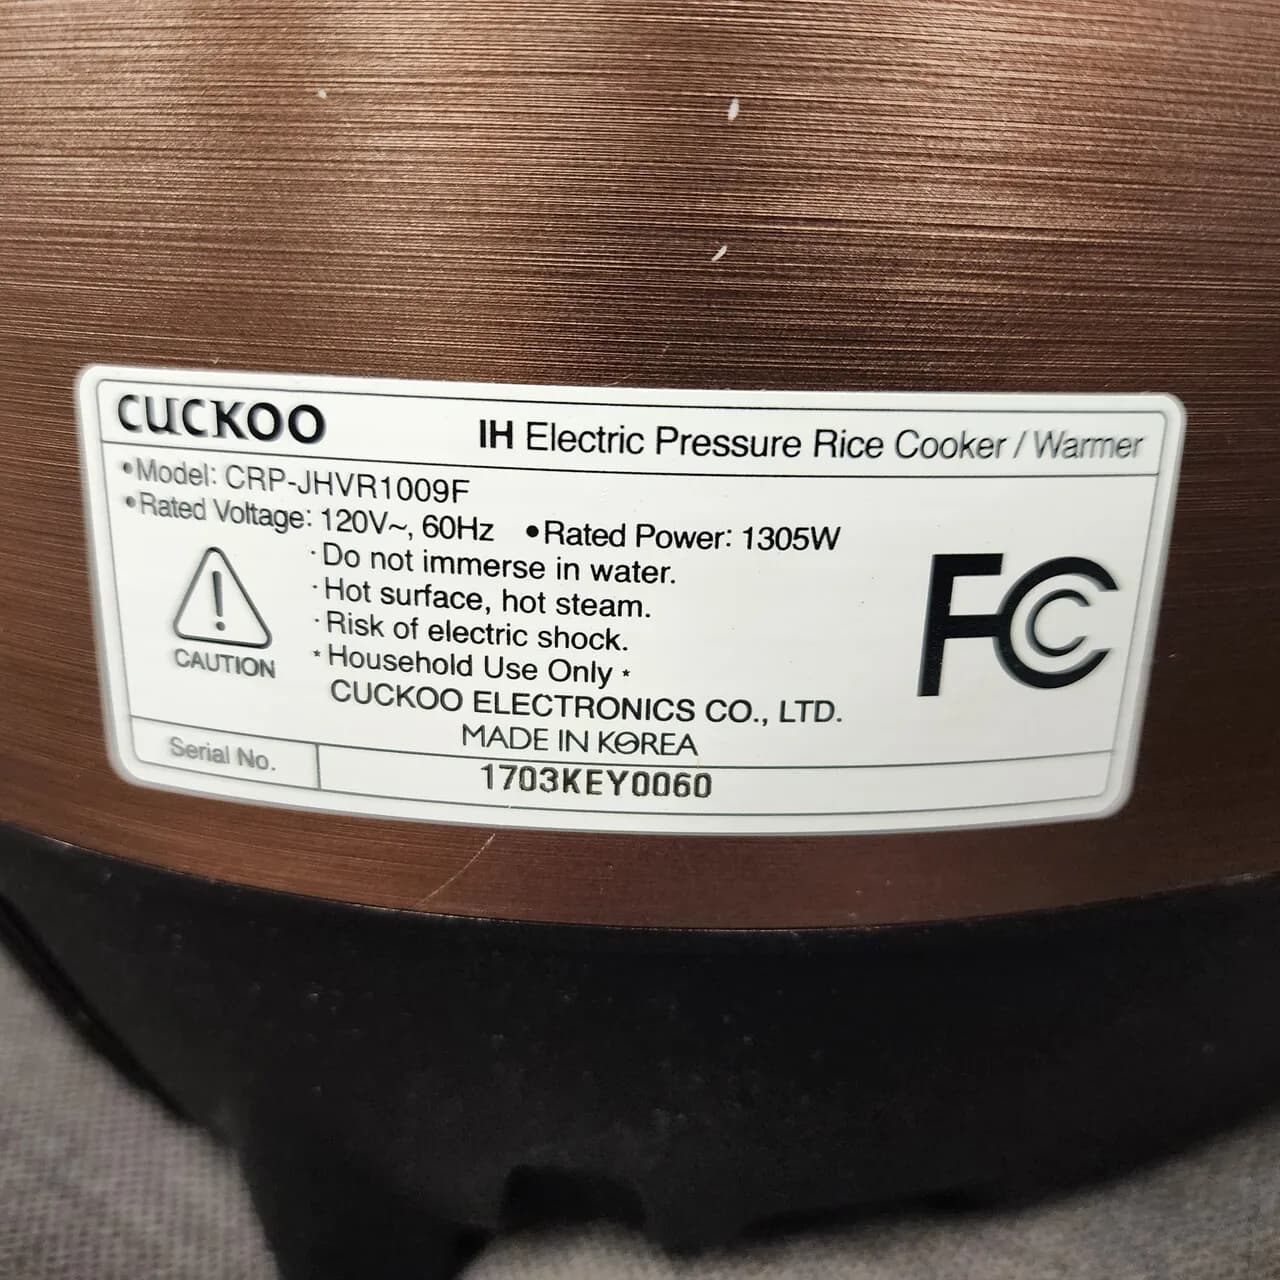 CUCKOO IH Electric Pressure Rice Cooker / Warmer
•Model: CRP-JHVR1009F
•Rated Voltage: 120V~, 60Hz •Rated Power: 1305W
· Do not immerse in water.
· Hot surface, hot steam.
· Risk of electric shock.
CAUTION
* Household Use Only *
CUCKOO ELECTRONICS CO., LTD.
MADE IN KOREA
FC
Serial No. 1703KEY0060